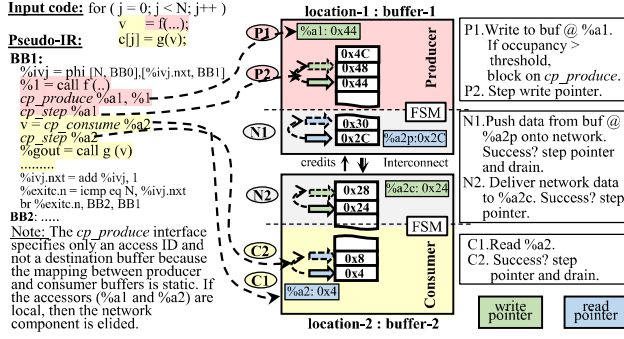 Input code: for ( j = 0; j < N; j++ )
v = f(...);
c[j] = g(v);
Pseudo-IR:
BB1:
%ivj = phi [N, BB0],[%ivj.nxt, BB1]
%1 = call f (..)
cp_produce %a1, %1
cp_step %a1
v = cp_consume %a2
cp_step %a2
%gout = call g (v)
.........
%ivj.nxt = add %ivj, 1
%exitc.n = icmp eq N, %ivj.nxt
br %exitc.n, BB2, BB1
BB2: .....
Note: The cp_produce interface
specifies only an access ID and
not a destination buffer because
the mapping between producer
and consumer buffers is static. If
the accessors (%a1 and %a2) are
local, then the network
component is elided.
location-1 : buffer-1
P1
%a1: 0x44
P2
0x4C
0x48
0x44
Producer
FSM
N1
0x30
0x2C
%a2p:0x2C
credits
Interconnect
N2
0x28
0x24
%a2c: 0x24
FSM
C2
0x8
0x4
C1
%a2: 0x4
Consumer
location-2 : buffer-2
P1.Write to buf @ %a1.
If occupancy >
threshold,
block on cp_produce.
P2. Step write pointer.
N1.Push data from buf @
%a2p onto network.
Success? step pointer
and drain.
N2. Deliver network data
to %a2c. Success? step
pointer.
C1.Read %a2.
C2. Success? step
pointer and drain.
write
pointer
read
pointer